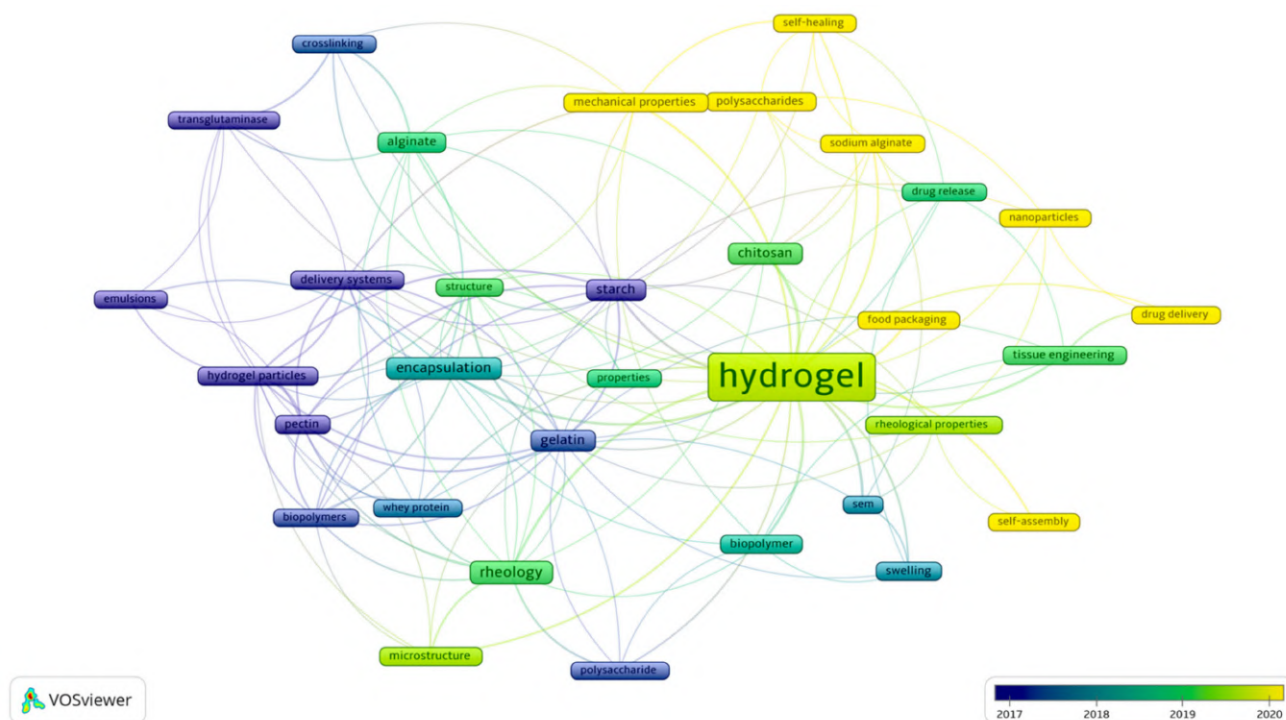 self-healing
crosslinking
mechanical properties
polysaccharides
transglutaminase
alginate
sodium alginate
drug release
nanoparticles
chitosan
delivery systems
structure
starch
emulsions
food packaging
drug delivery
tissue engineering
encapsulation
hydrogel
hydrogel particles
properties
pectin
gelatin
rheological properties
whey protein
sem
biopolymers
self-assembly
biopolymer
rheology
swelling
microstructure
polysaccharide
VOSviewer
2017 2018 2019 2020